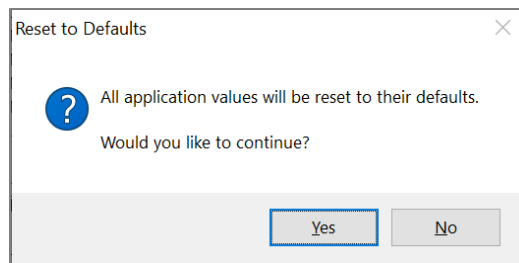 Reset to Defaults
?
All application values will be reset to their defaults.
Would you like to continue?
Yes
No